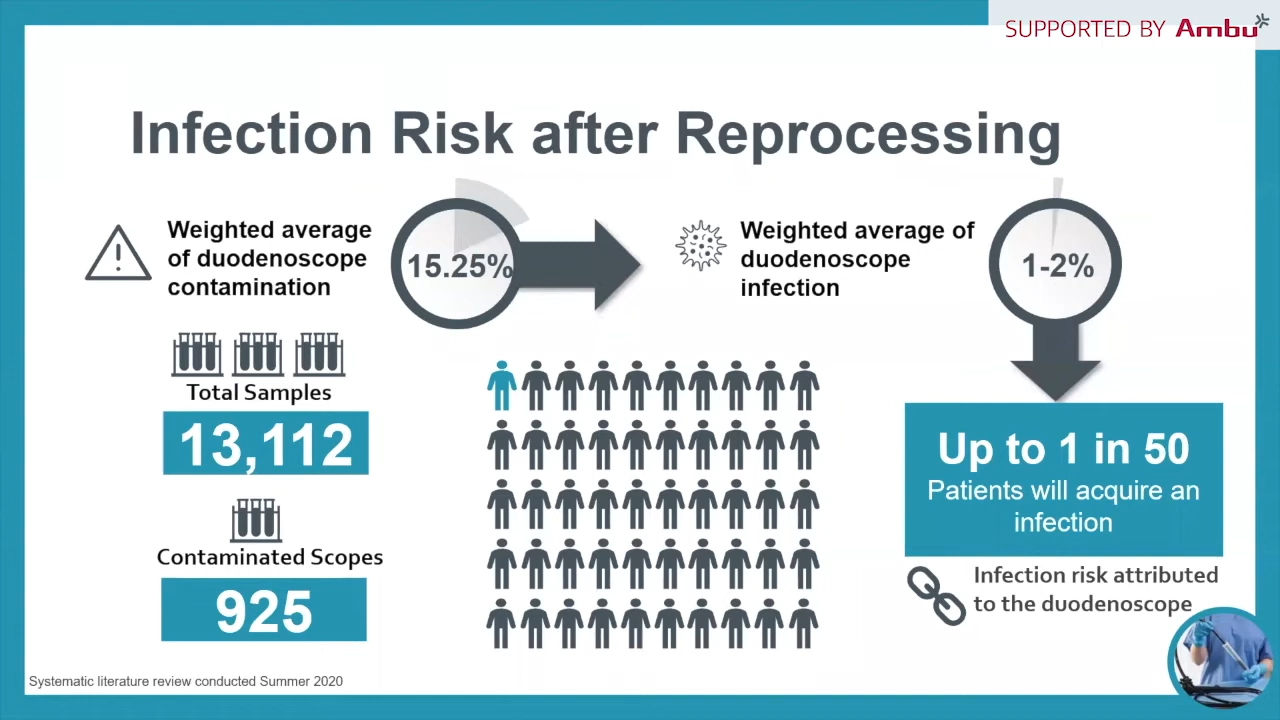 SUPPORTED BY Ambu
Infection Risk after Reprocessing
Weighted average
of duodenoscope
contamination
15.25%
Weighted average of
duodenoscope
infection
1-2%
Total Samples
13,112
Contaminated Scopes
925
Up to 1 in 50
Patients will acquire an
infection
Infection risk attributed
to the duodenoscope
Systematic literature review conducted Summer 2020